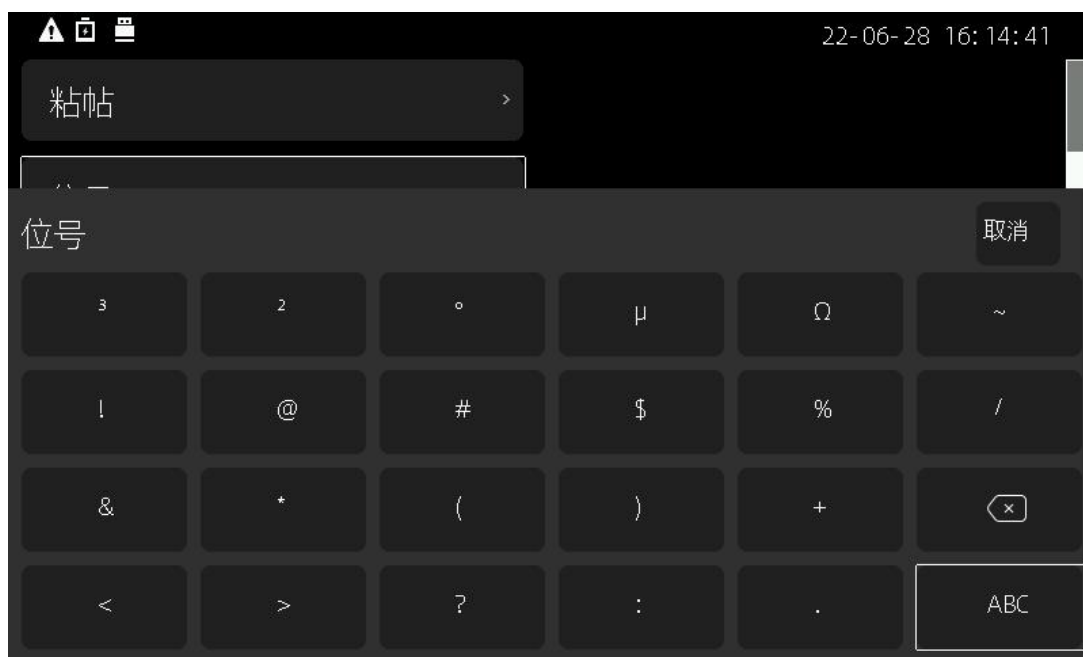 22-06-28 16:14:41
粘帖 >
位号
取消
³ ² ° µ Ω ~
! @ # $ % /
& * ( ) +
< > ? : . ABC